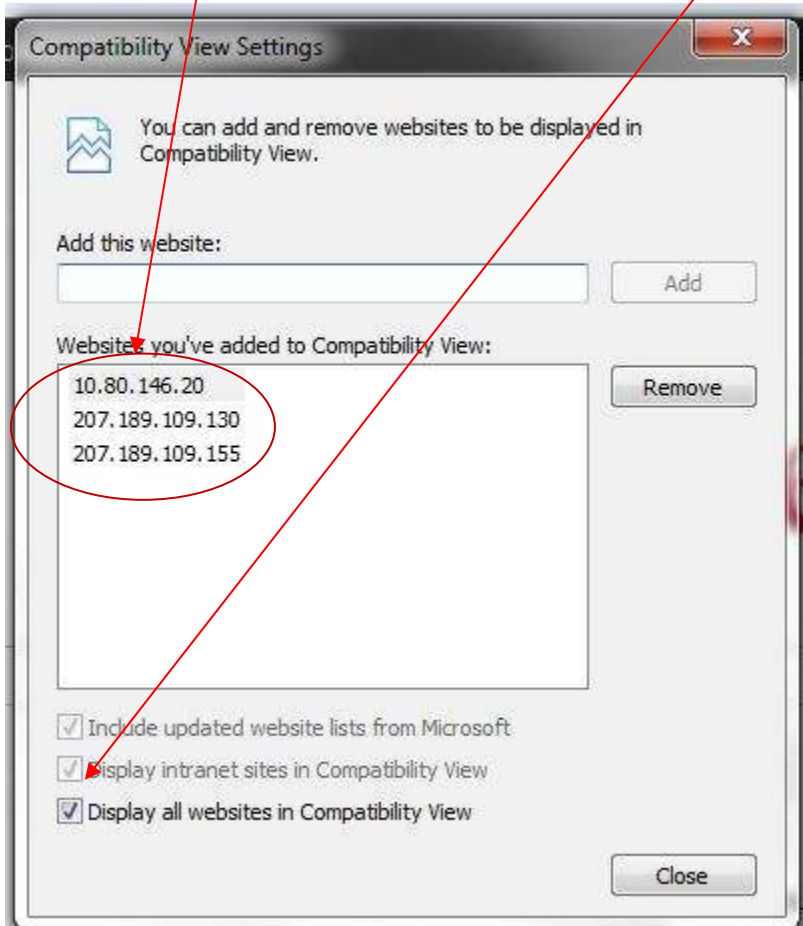 Compatibility View Settings
You can add and remove websites to be displayed in
Compatibility View.
Add this website:
Add
Websites you've added to Compatibility View:
10.80.146.20
Remove
207.189.109.130
207.189.109.155
Include updated website lists from Microsoft
Display intranet sites in Compatibility View
Display all websites in Compatibility View
Close